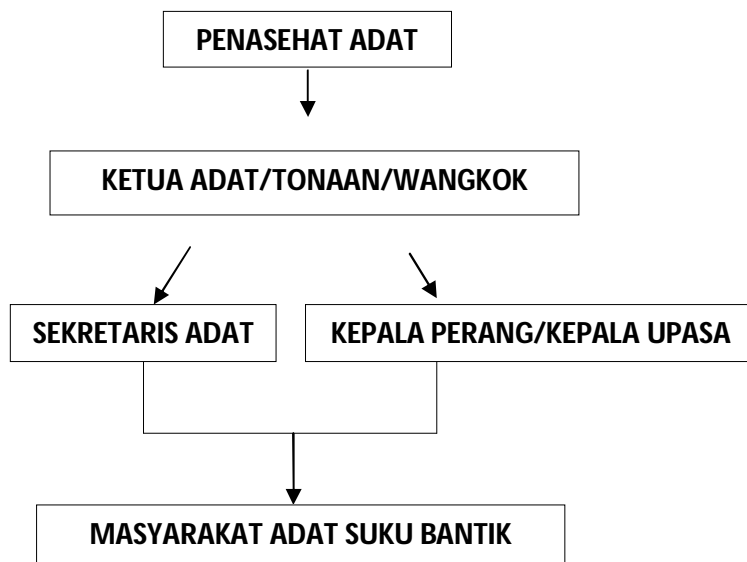 PENASEHAT ADAT
KETUA ADAT/TONAAN/WANGKOK
SEKRETARIS ADAT
KEPALA PERANG/KEPALA UPASA
MASYARAKAT ADAT SUKU BANTIK